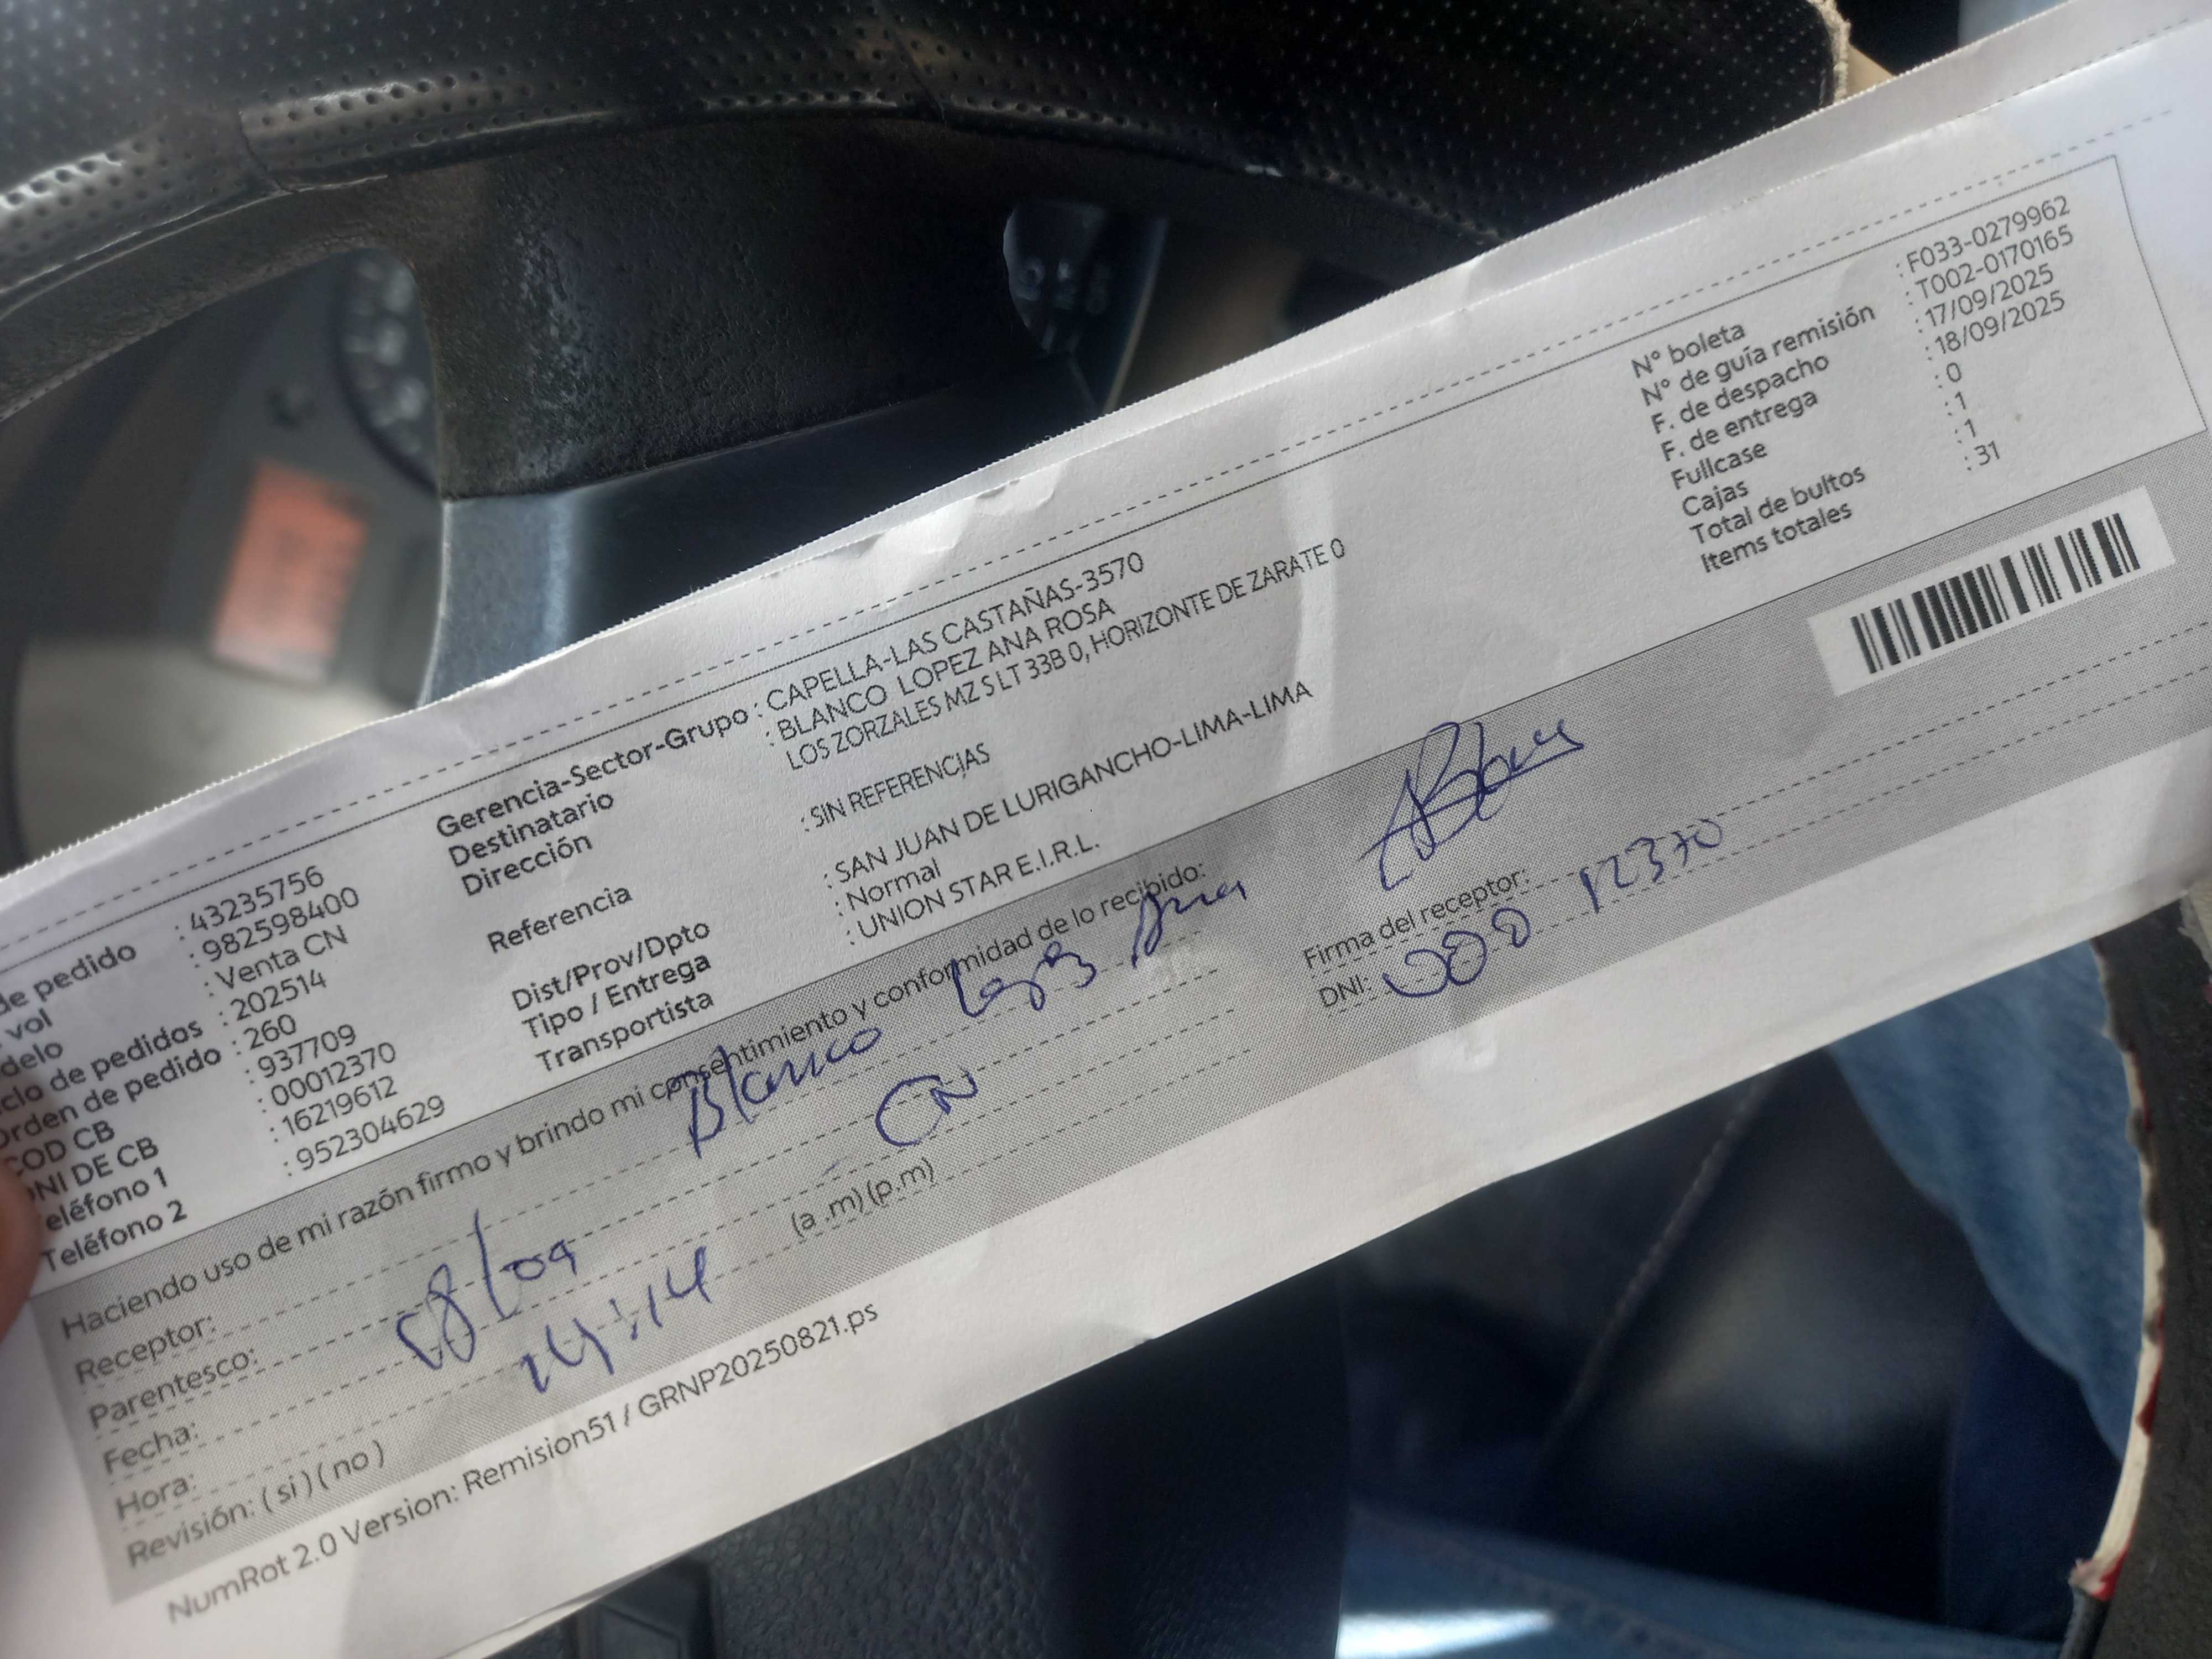 de pedido : 43235756
vol : 982598400
delo : Venta CN
clo de pedidos : 202514
Orden de pedido : 260
COD CB : 937709
DNI DE CB : 00012370
Teléfono 1 : 16219612
Teléfono 2 : 952304629
Gerencia-Sector-Grupo : CAPELLA-LAS CASTAÑAS-3570
Destinatario : BLANCO LOPEZ ANA ROSA
Dirección LOS ZORZALES MZ S LT 33B 0, HORIZONTE DE ZARATE 0
Referencia : SIN REFERENCIAS
Dist/Prov/Dpto : SAN JUAN DE LURIGANCHO-LIMA-LIMA
Tipo / Entrega : Normal
Transportista : UNION STAR E.I.R.L.
N° boleta : F033-0279962
N° de guía remisión : T002-0170165
F. de despacho : 17/09/2025
F. de entrega : 18/09/2025
Fullcase : 0
Cajas : 1
Total de bultos : 1
Items totales : 31
Haciendo uso de mi razón firmo y brindo mi consentimiento y conformidad de lo recibido:
Receptor: Blanco Lopez Ana
Parentesco: CN
Fecha: 18/09
Hora: 14:14 (a .m) (p.m)
Revisión: ( si ) ( no )
Firma del receptor:
DNI: 000 12370
NumRot 2.0 Version: Remision51 / GRNP20250821.ps